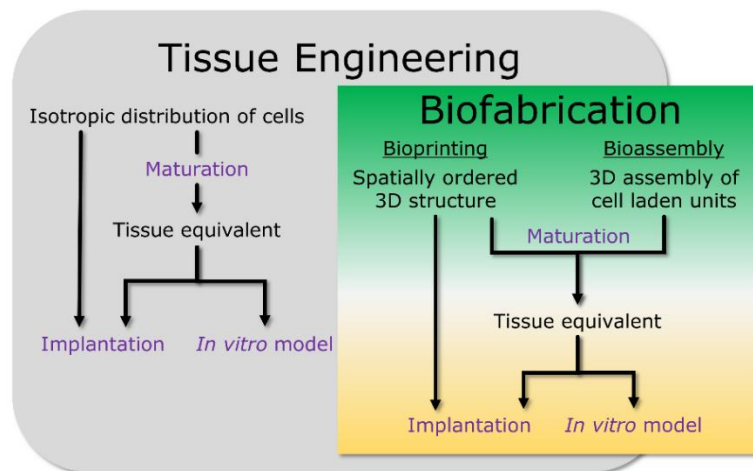 Tissue Engineering
Isotropic distribution of cells
Maturation
Tissue equivalent
Implantation
In vitro model
Biofabrication
Bioprinting
Spatially ordered
3D structure
Bioassembly
3D assembly of
cell laden units
Maturation
Tissue equivalent
Implantation
In vitro model